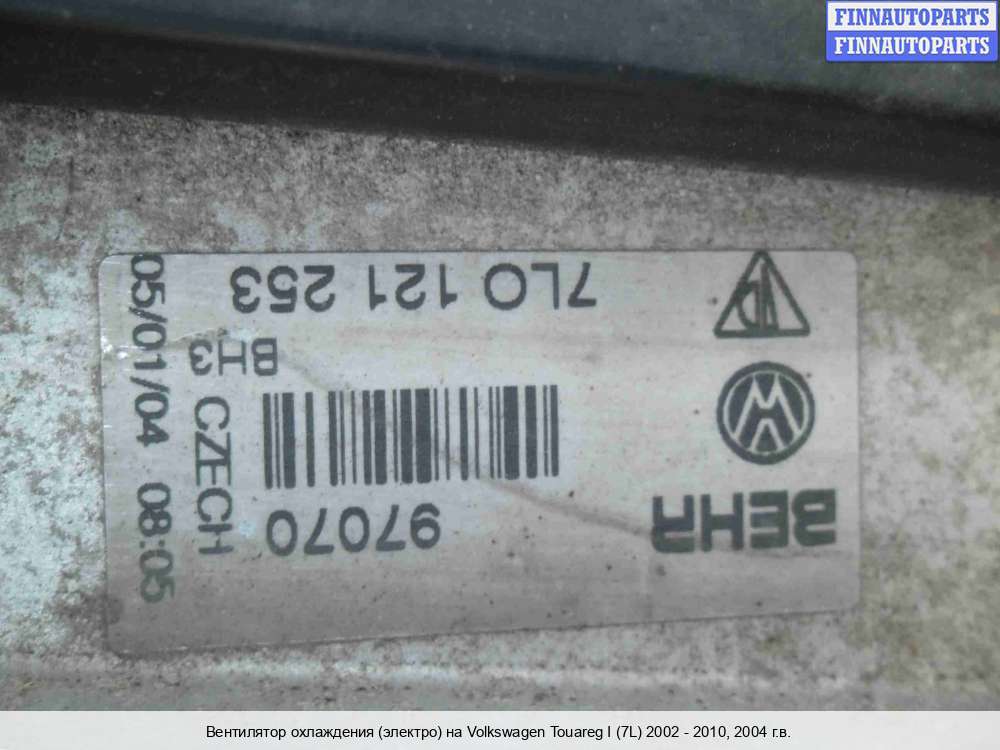 FINNAUTOPARTS
FINNAUTOPARTS
BEHR
97070
BH3
7L0 121 253
CZECH
05/01/04 08:05
Вентилятор охлаждения (электро) на Volkswagen Touareg I (7L) 2002 - 2010, 2004 г.в.